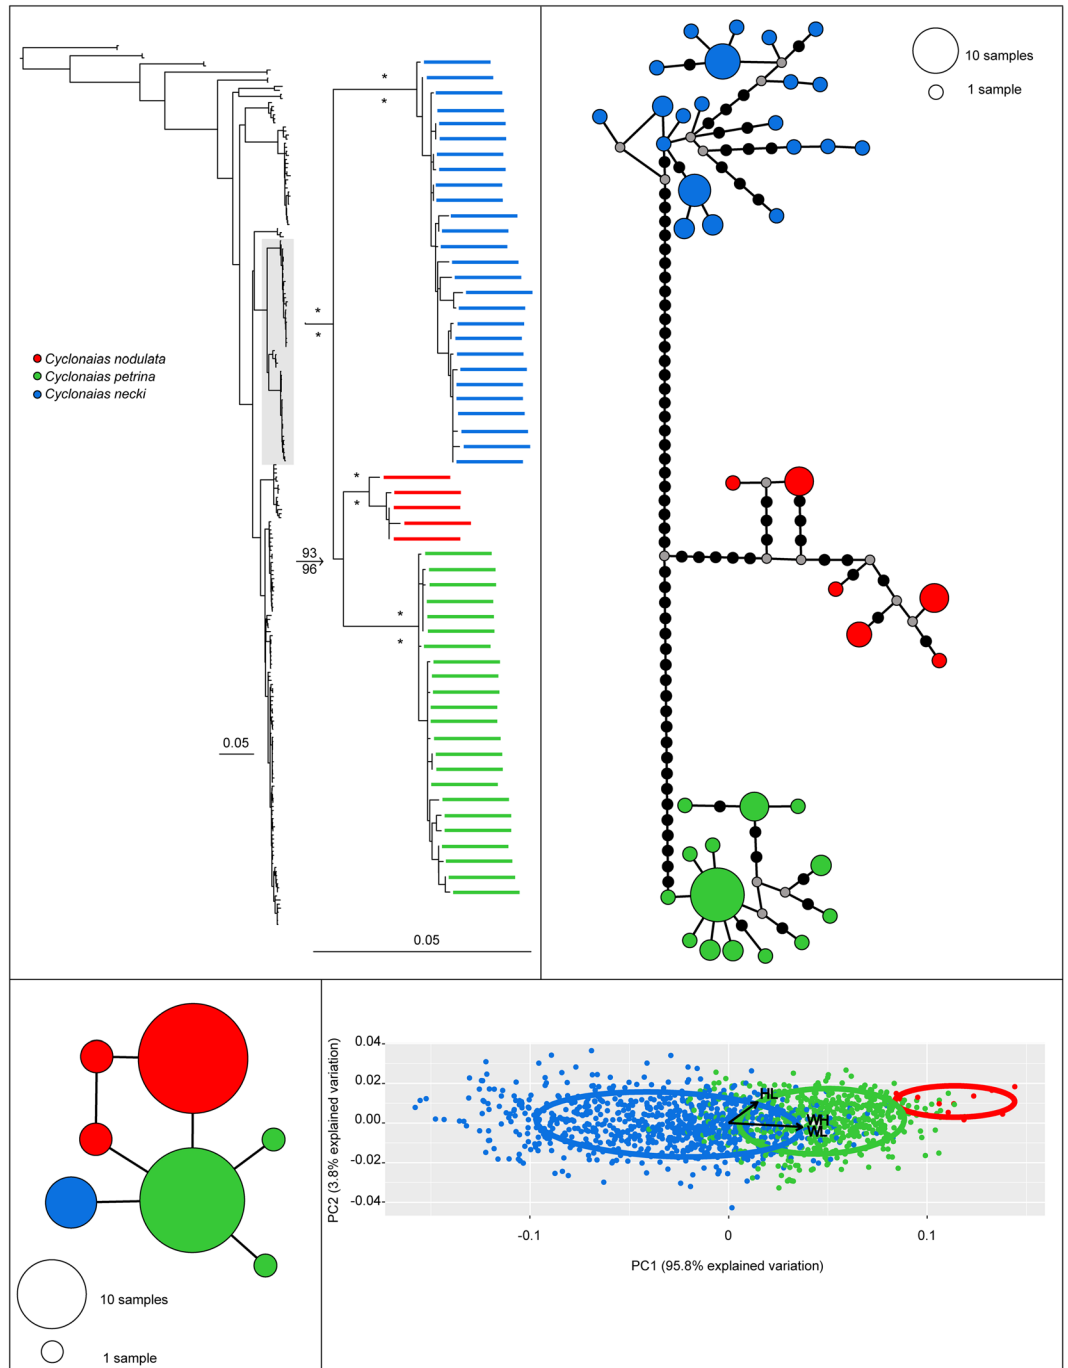 *
*
*
*
Cyclonaias nodulata
Cyclonaias petrina
Cyclonaias necki
*
*
93
96
*
*
0.05
0.05
10 samples
1 sample
10 samples
1 sample
PC2 (3.8% explained variation)
0.04
0.02
0.00
-0.02
-0.04
HL
WH
WL
-0.1
0
0.1
PC1 (95.8% explained variation)